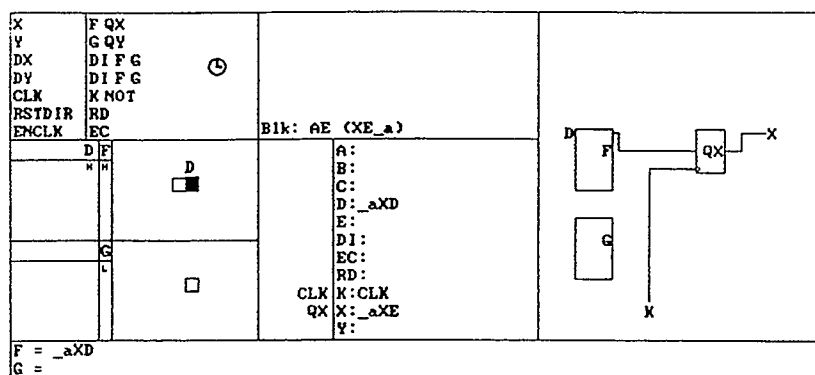 X F QX
Y G QY
DX DI F G
DY DI F G
CLK K NOT
RSTDIR RD
ENCLK EC
Blk: AE (XE_a)
D F
H H
D
G
L
A:
B:
C:
D:_aXD
E:
DI:
EC:
RD:
CLK K:CLK
QX X:_aXE
Y:
D
F
QX
X
G
K
F = _aXD
G =